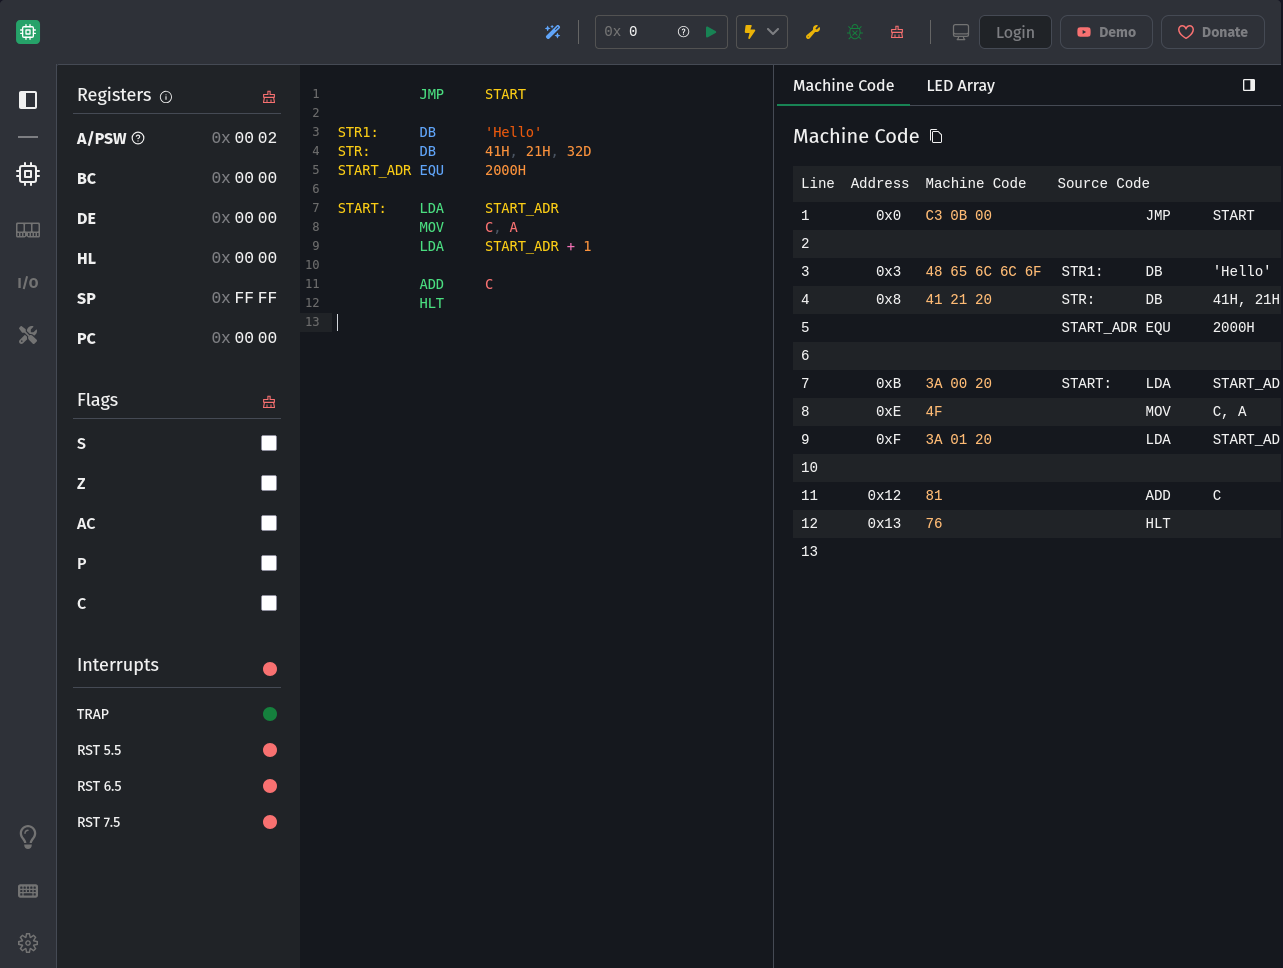 0x 0 Login Demo Donate
I/O
Registers
A/PSW 0x 00 02
BC 0x 00 00
DE 0x 00 00
HL 0x 00 00
SP 0x FF FF
PC 0x 00 00
Flags
S
Z
AC
P
C
Interrupts
TRAP
RST 5.5
RST 6.5
RST 7.5
1 JMP START
2
3 STR1: DB 'Hello'
4 STR: DB 41H, 21H, 32D
5 START_ADR EQU 2000H
6
7 START: LDA START_ADR
8 MOV C, A
9 LDA START_ADR + 1
10
11 ADD C
12 HLT
13
Machine Code LED Array
Machine Code
Line Address Machine Code Source Code
1 0x0 C3 0B 00 JMP START
2
3 0x3 48 65 6C 6C 6F STR1: DB 'Hello'
4 0x8 41 21 20 STR: DB 41H, 21H
5 START_ADR EQU 2000H
6
7 0xB 3A 00 20 START: LDA START_AD
8 0xE 4F MOV C, A
9 0xF 3A 01 20 LDA START_AD
10
11 0x12 81 ADD C
12 0x13 76 HLT
13